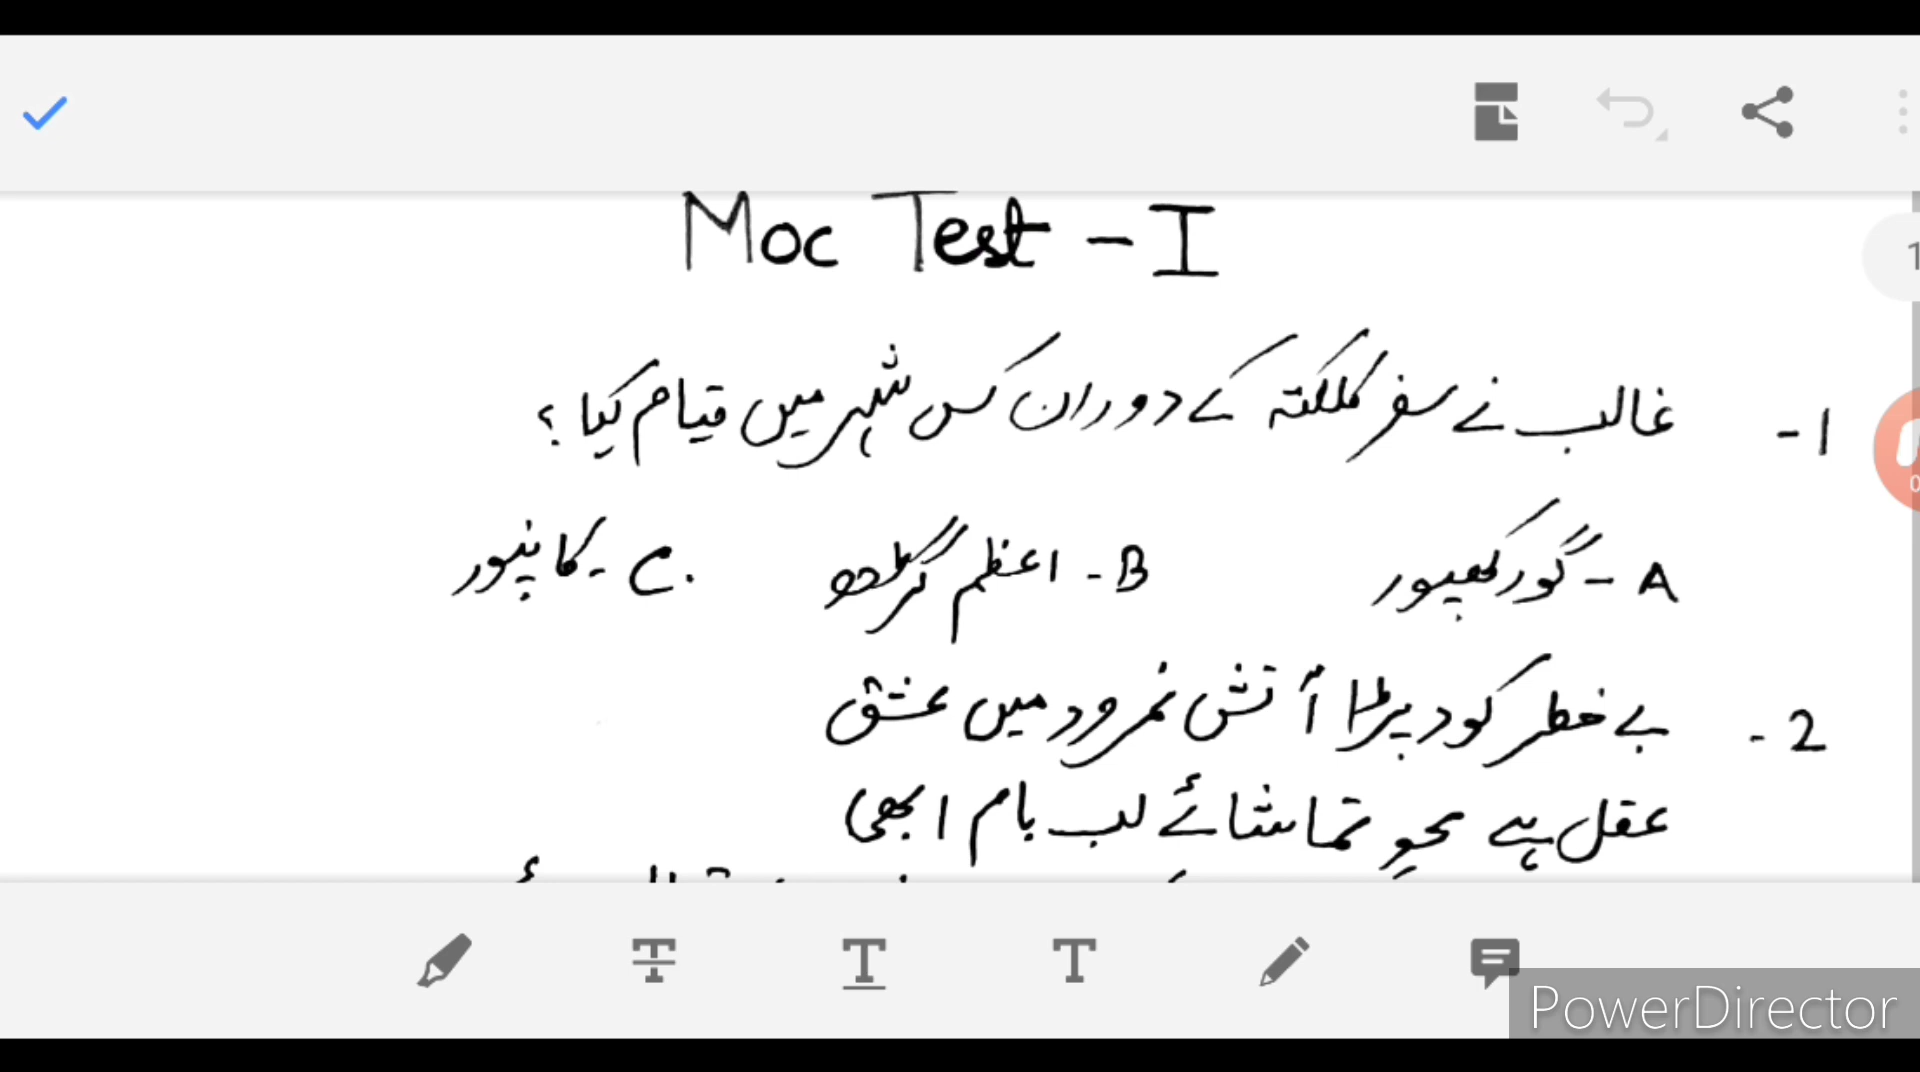 Moc Test - I
1- غالب نے سفر کلکتہ کے دوران کس شہر میں قیام کیا؟
A - گورکھپور B - اعظم گڑھ C. - کانپور
2 - بے خطر کود پڑا آتش نمرود میں عشق
عقل ہے محوِ تماشائے لب بام ابھی
PowerDirector